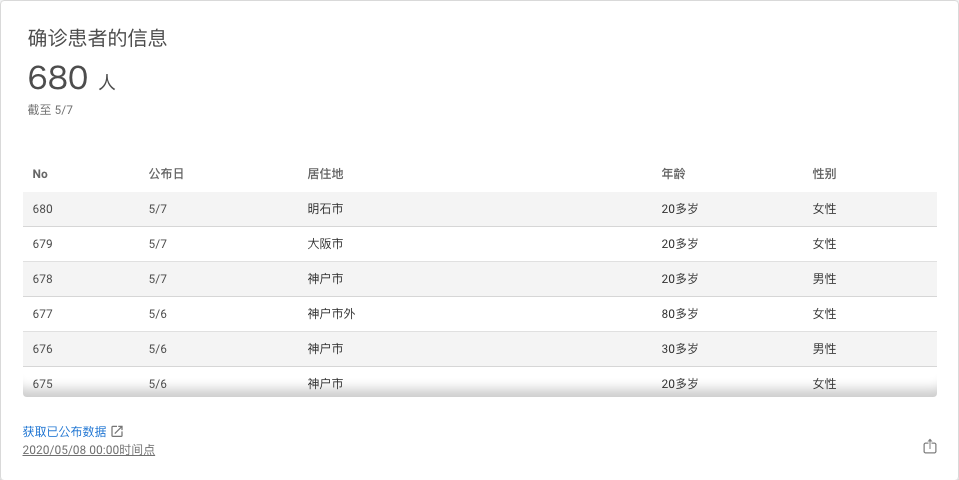 确诊患者的信息
680 人
截至 5/7
No 公布日 居住地 年龄 性别
680 5/7 明石市 20多岁 女性
679 5/7 大阪市 20多岁 女性
678 5/7 神户市 20多岁 男性
677 5/6 神户市外 80多岁 女性
676 5/6 神户市 30多岁 男性
675 5/6 神户市 20多岁 女性
获取已公布数据
2020/05/08 00:00时间点